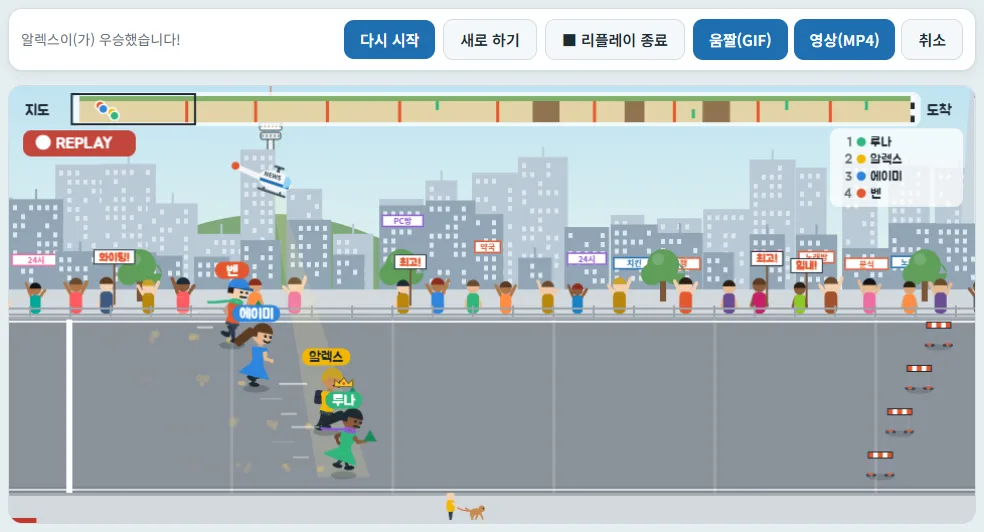 알렉스이(가) 우승했습니다!
다시 시작
새로 하기
■ 리플레이 종료
움짤(GIF)
영상(MP4)
취소
지도
도착
REPLAY
1 루나
2 알렉스
3 에이미
4 벤
NEWS
PC방
약국
24시
와이팅!
최고!
24시
치킨
최고!
힘내!
노래방
분식
벤
에이미
알렉스
루나